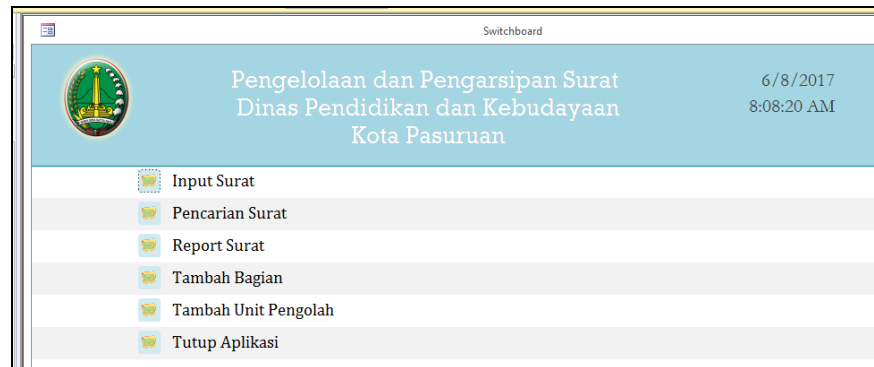 Switchboard
Pengelolaan dan Pengarsipan Surat
Dinas Pendidikan dan Kebudayaan
Kota Pasuruan
6/8/2017
8:08:20 AM
Input Surat
Pencarian Surat
Report Surat
Tambah Bagian
Tambah Unit Pengolah
Tutup Aplikasi